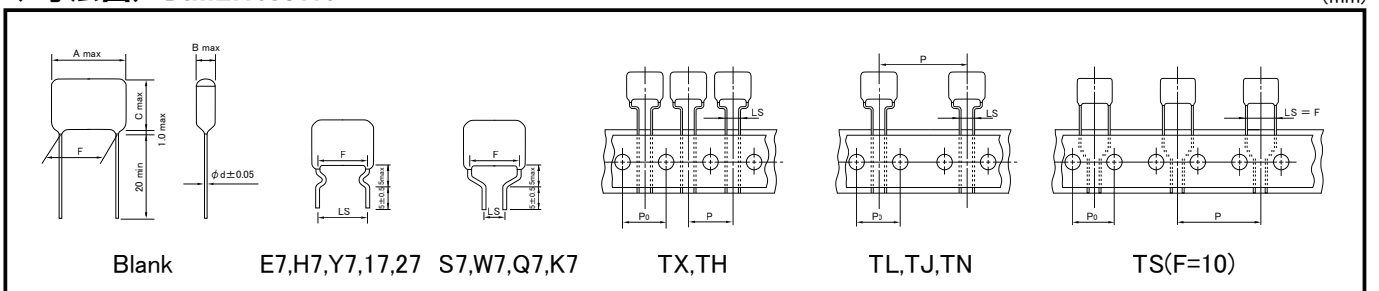 (mm)
A max
B max
C max
1.0 max
F
20 min
φd±0.05
Blank
F
5max
5±0.5
LS
E7,H7,Y7,17,27
F
5max
5±0.5
LS
S7,W7,Q7,K7
LS
P0
P
TX,TH
P
LS
TL,TJ,TN
LS = F
P0
P
TS(F=10)